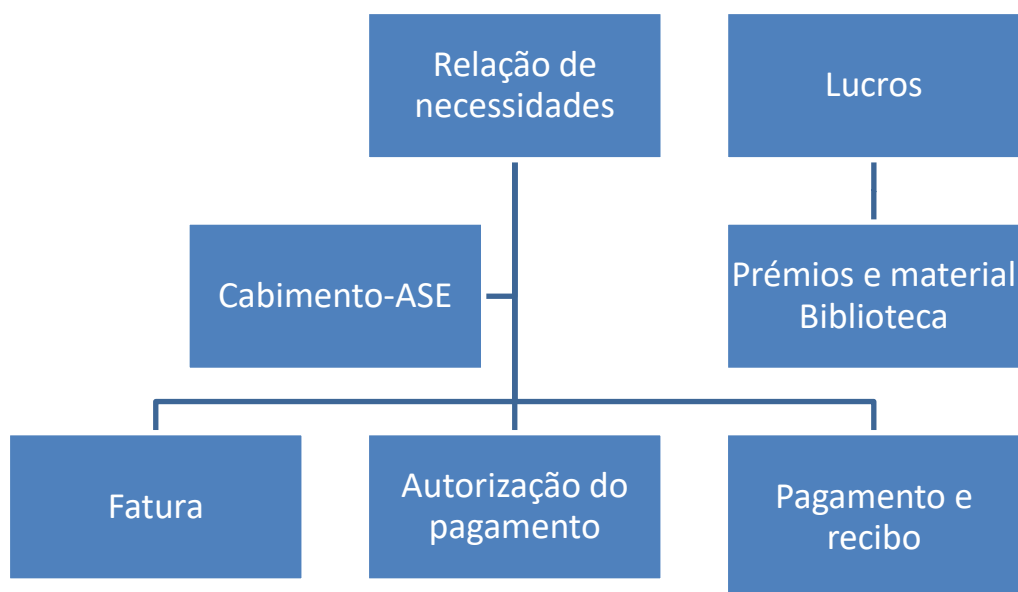 Relação de
necessidades
Lucros
Cabimento-ASE
Prémios e material
Biblioteca
Fatura
Autorização do
pagamento
Pagamento e
recibo